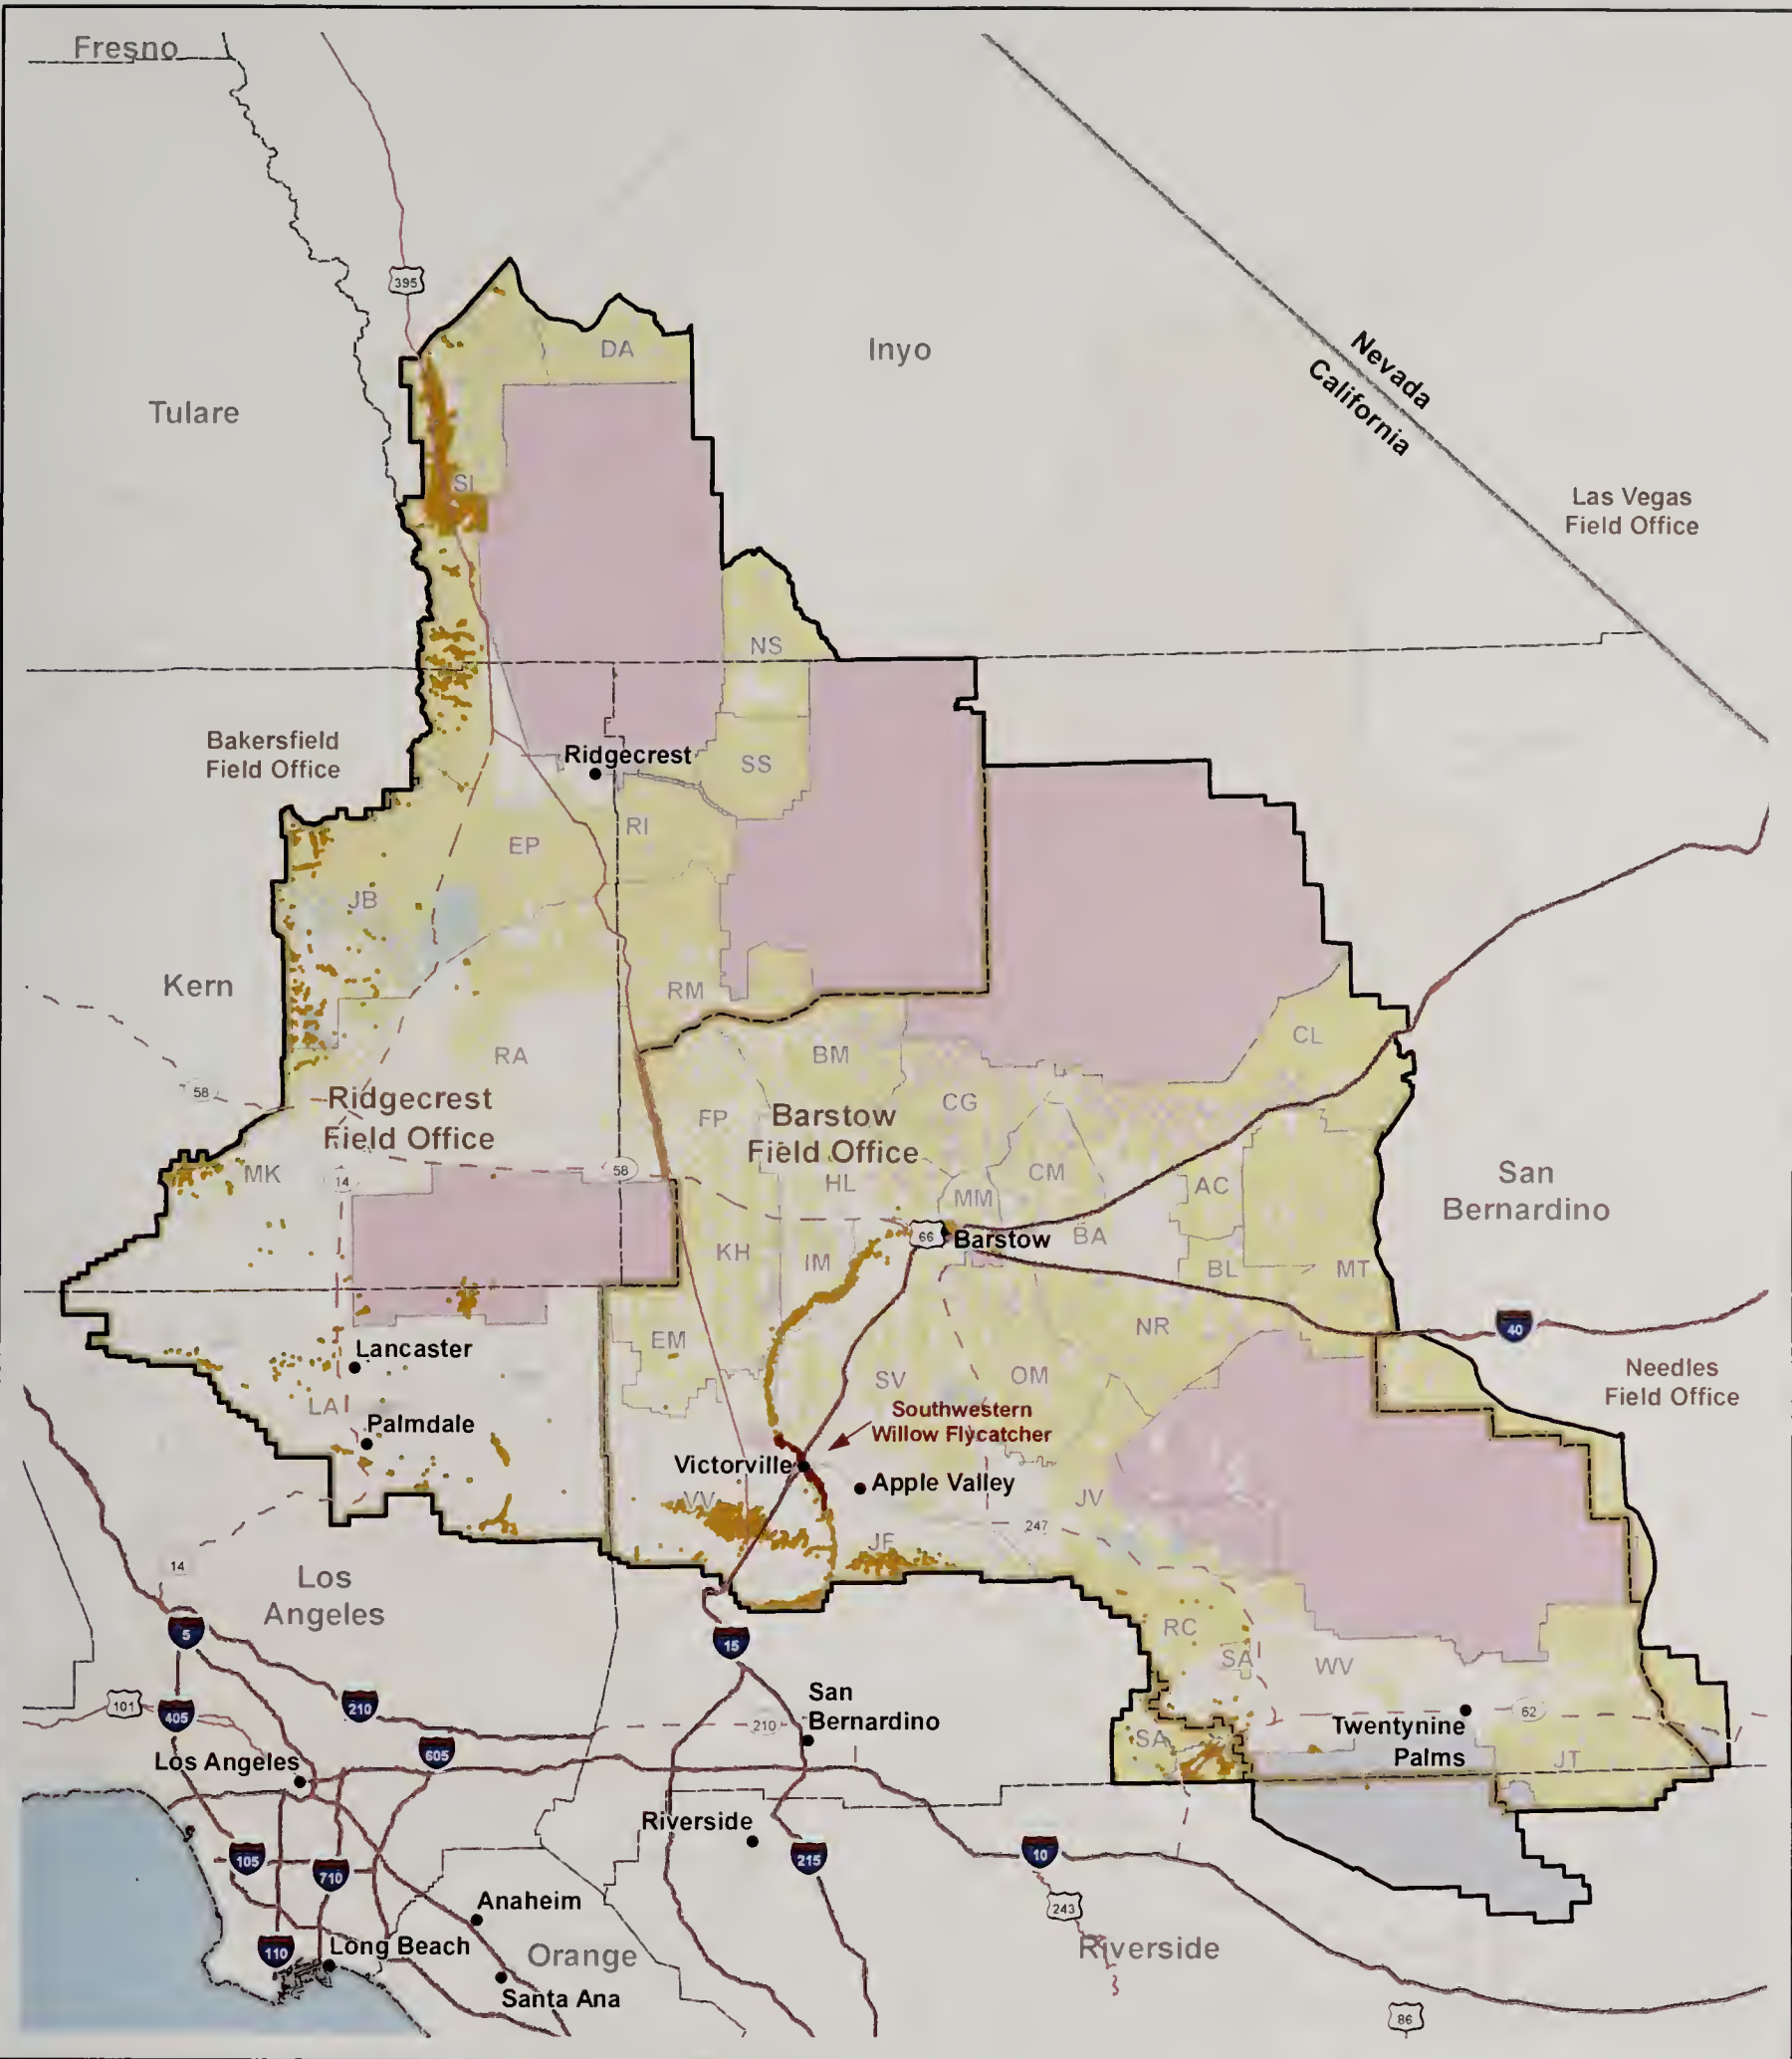 Fresno
395
DA
Inyo
Nevada
California
Tulare
SI
Las Vegas
Field Office
NS
Bakersfield
Field Office
Ridgecrest
SS
RI
EP
JB
Kern
RM
CL
RA
BM
58
Ridgecrest
Field Office
FP
Barstow
Field Office
CG
MK
14
58
HL
CM
MM
AC
San
Bernardino
KH
IM
66
Barstow
BA
BL
MT
EM
NR
40
Lancaster
SV
OM
Needles
Field Office
LA
Palmdale
Southwestern
Willow Flycatcher
Victorville
Apple Valley
VV
JV
247
JF
14
Los
Angeles
5
15
RC
SA
WV
101
405
210
San
Bernardino
210
62
Twentynine
Palms
605
Los Angeles
SA
JT
Riverside
105
710
215
10
Anaheim
243
110
Long Beach
Orange
Riverside
Santa Ana
86